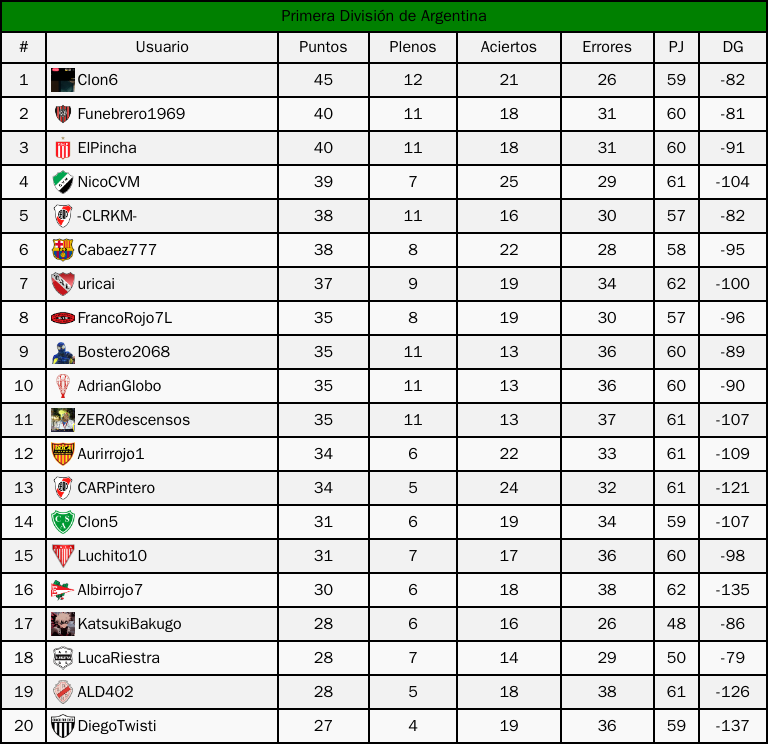 Primera División de Argentina
# Usuario Puntos Plenos Aciertos Errores PJ DG
1 Clon6 45 12 21 26 59 -82
2 Funebrero1969 40 11 18 31 60 -81
3 ElPincha 40 11 18 31 60 -91
4 NicoCVM 39 7 25 29 61 -104
5 -CLRKM- 38 11 16 30 57 -82
6 Cabaez777 38 8 22 28 58 -95
7 uricai 37 9 19 34 62 -100
8 FrancoRojo7L 35 8 19 30 57 -96
9 Bostero2068 35 11 13 36 60 -89
10 AdrianGlobo 35 11 13 36 60 -90
11 ZER0descensos 35 11 13 37 61 -107
12 Aurirrojo1 34 6 22 33 61 -109
13 CARPintero 34 5 24 32 61 -121
14 Clon5 31 6 19 34 59 -107
15 Luchito10 31 7 17 36 60 -98
16 Albirrojo7 30 6 18 38 62 -135
17 KatsukiBakugo 28 6 16 26 48 -86
18 LucaRiestra 28 7 14 29 50 -79
19 ALD402 28 5 18 38 61 -126
20 DiegoTwisti 27 4 19 36 59 -137